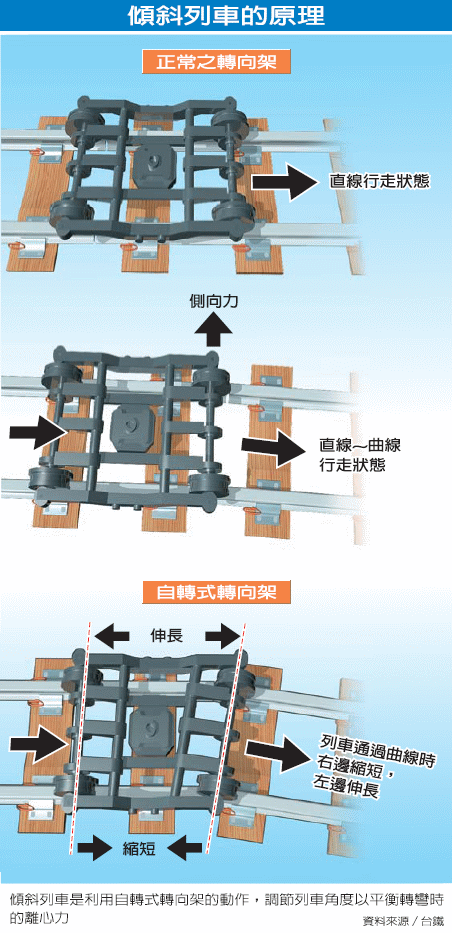 傾斜列車的原理
正常之轉向架
直線行走狀態
側向力
直線～曲線
行走狀態
自轉式轉向架
伸長
列車通過曲線時
右邊縮短，
左邊伸長
縮短
傾斜列車是利用自轉式轉向架的動作，調節列車角度以平衡轉彎時
的離心力
資料來源／台鐵